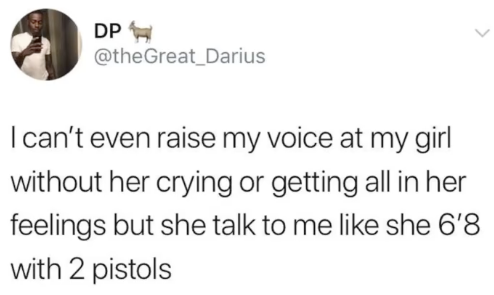 DP 🐐
@theGreat_Darius
I can't even raise my voice at my girl
without her crying or getting all in her
feelings but she talk to me like she 6'8
with 2 pistols